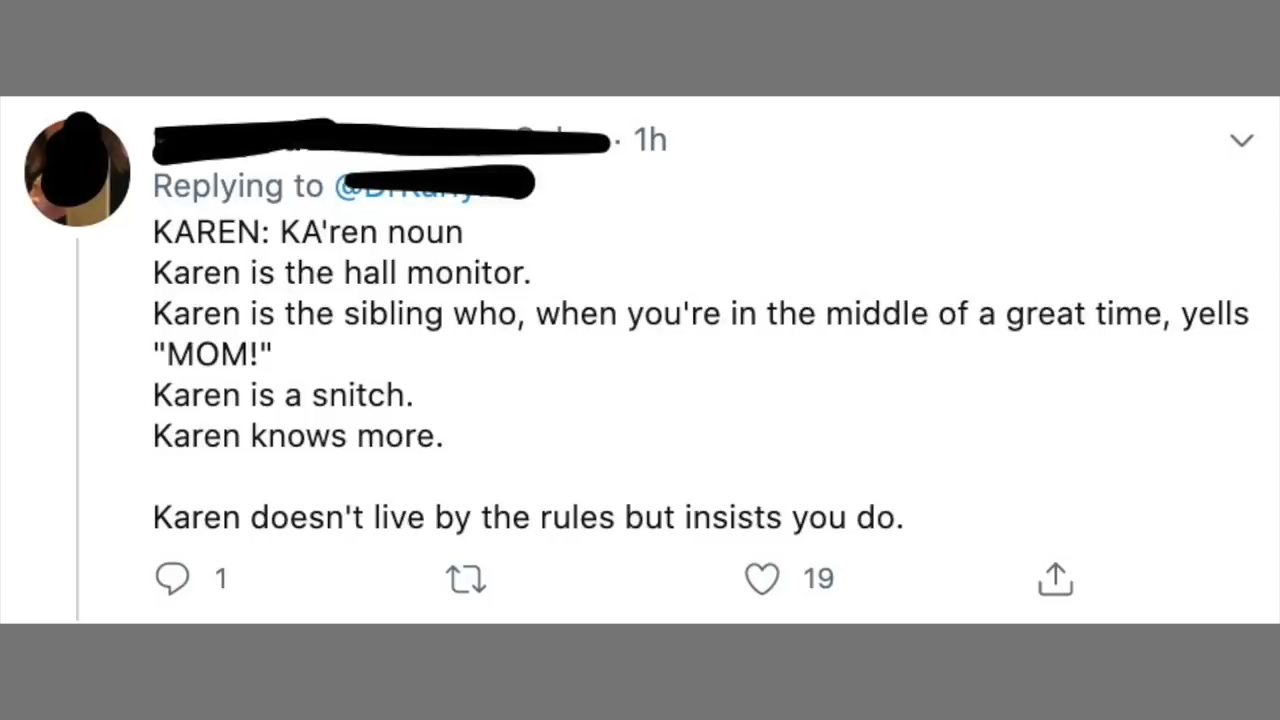 · 1h
Replying to
KAREN: KA'ren noun
Karen is the hall monitor.
Karen is the sibling who, when you're in the middle of a great time, yells
"MOM!"
Karen is a snitch.
Karen knows more.
Karen doesn't live by the rules but insists you do.
1
19